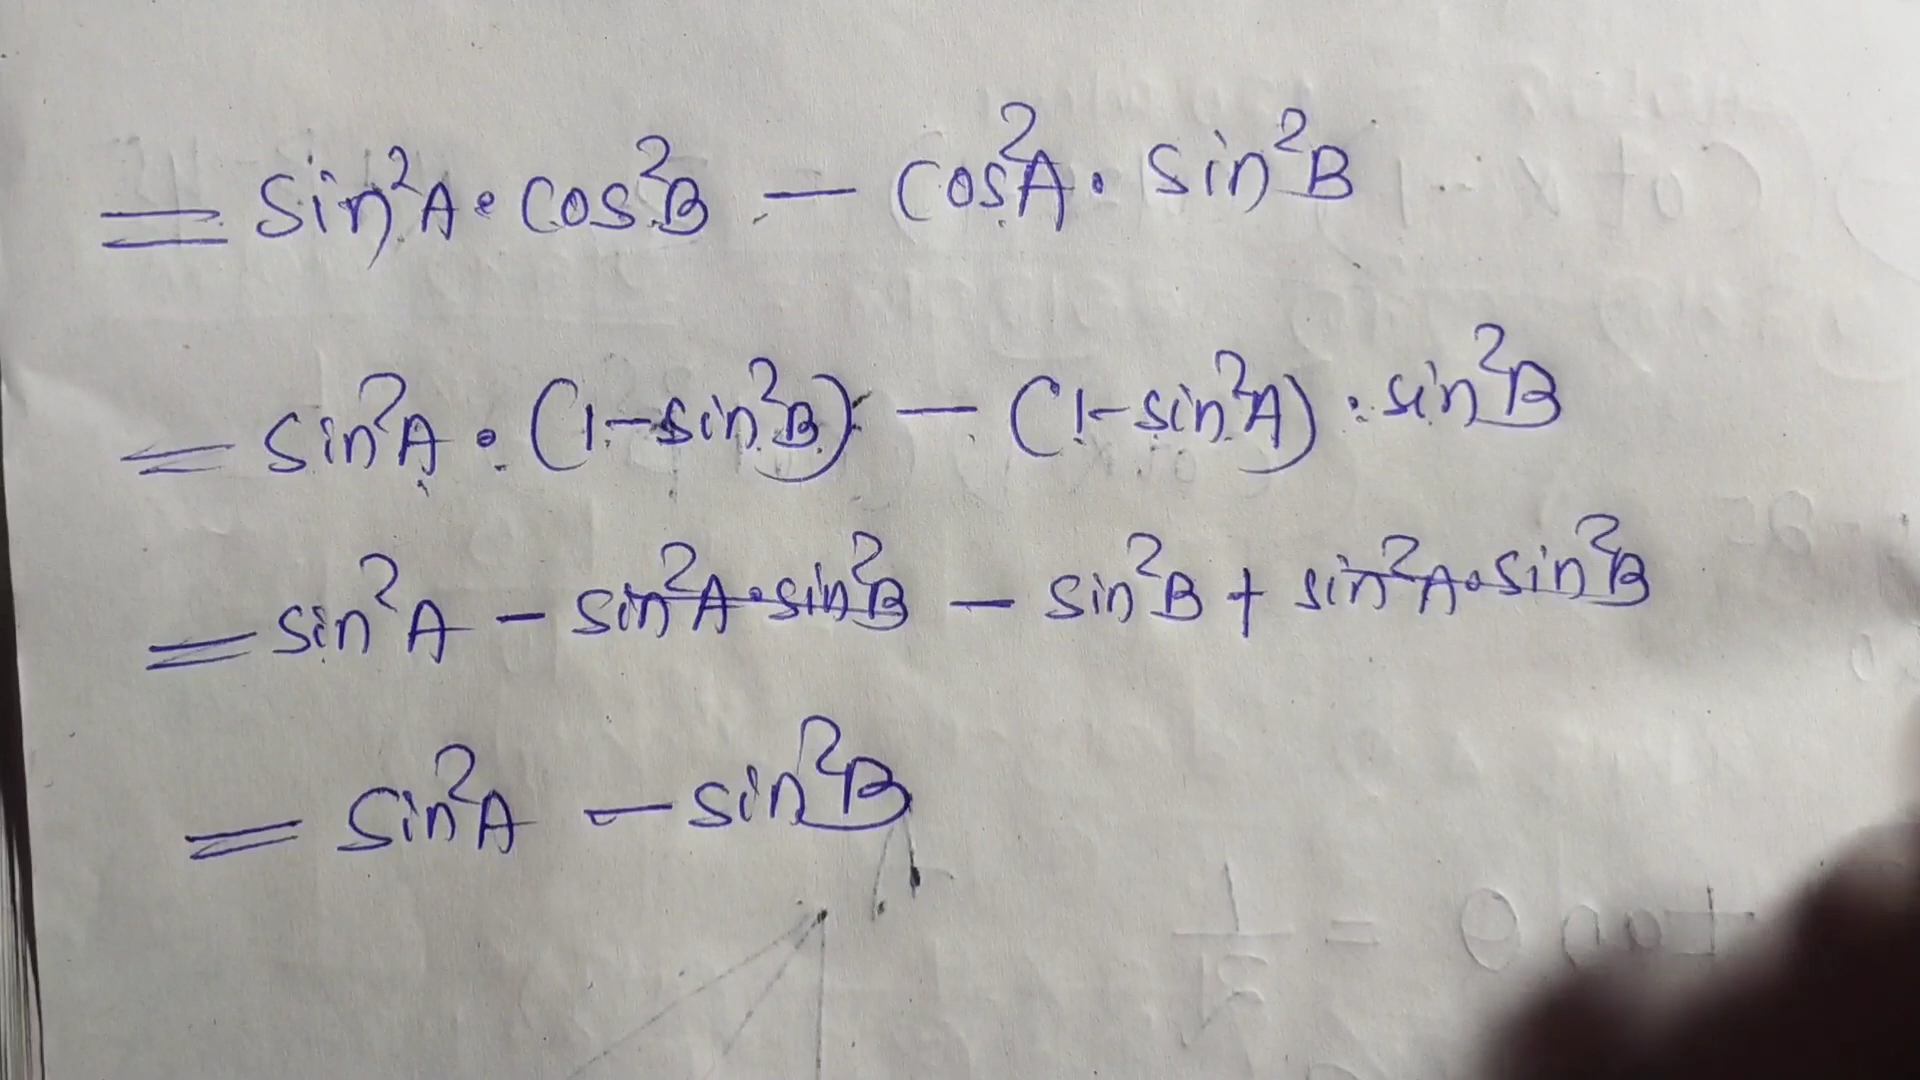 = Sin²A • Cos²B - Cos²A • Sin²B
= Sin²A • (1-sin²B) - (1-sin²A) • sin²B
= Sin²A - Sin²A • sin²B - Sin²B + sin²A • sin²B
= Sin²A - Sin²B